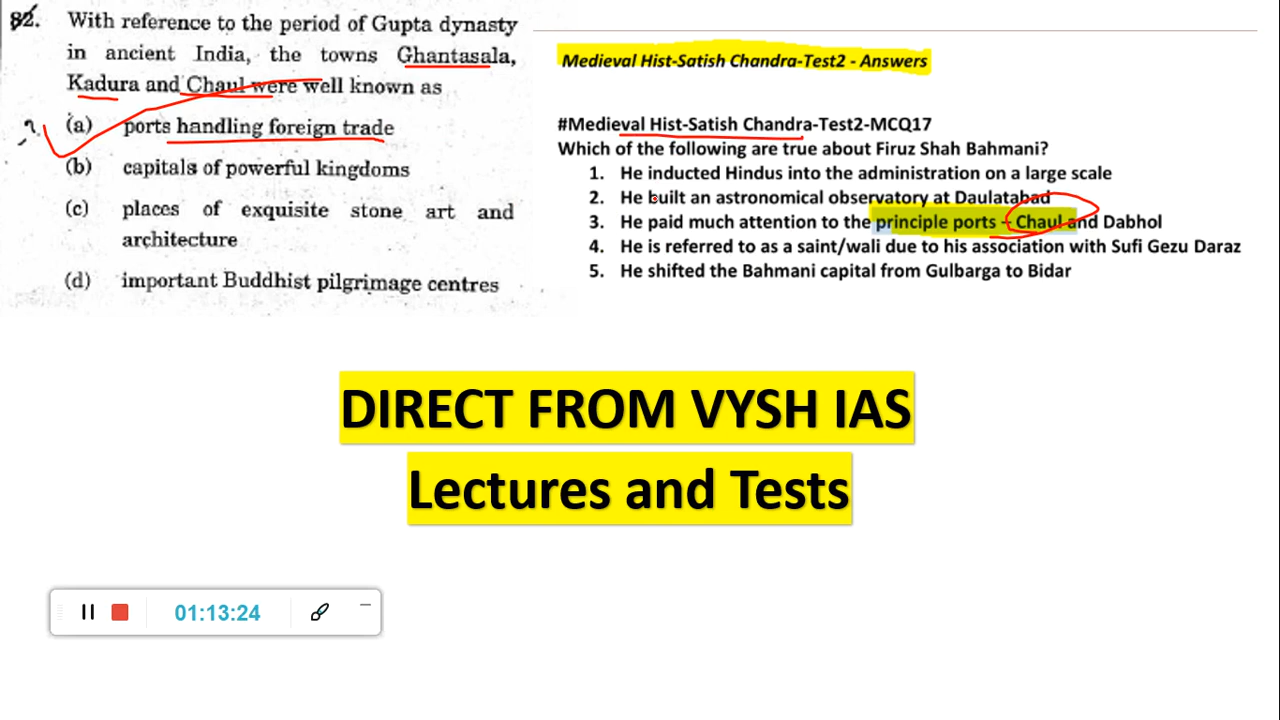 82. With reference to the period of Gupta dynasty
in ancient India, the towns Ghantasala,
Kadura and Chaul were well known as
(a) ports handling foreign trade
(b) capitals of powerful kingdoms
(c) places of exquisite stone art and
architecture
(d) important Buddhist pilgrimage centres
Medieval Hist-Satish Chandra-Test2 - Answers
#Medieval Hist-Satish Chandra-Test2-MCQ17
Which of the following are true about Firuz Shah Bahmani?
1. He inducted Hindus into the administration on a large scale
2. He built an astronomical observatory at Daulatabad
3. He paid much attention to the principle ports – Chaul and Dabhol
4. He is referred to as a saint/wali due to his association with Sufi Gezu Daraz
5. He shifted the Bahmani capital from Gulbarga to Bidar
DIRECT FROM VYSH IAS
Lectures and Tests
01:13:24